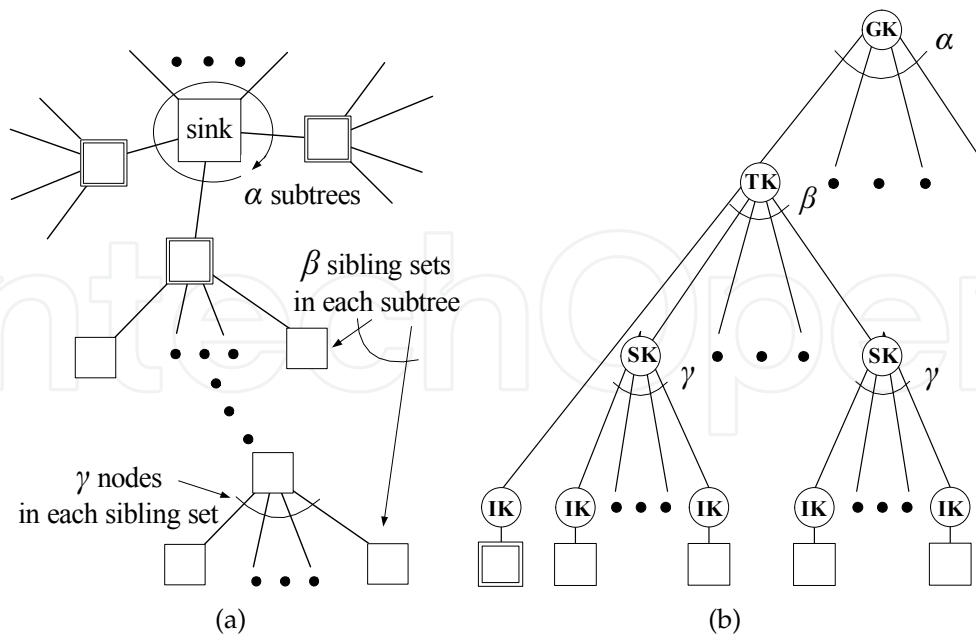 sink
α subtrees
β sibling sets
in each subtree
γ nodes
in each sibling set
(a)
GK
α
TK
β
SK
SK
γ
γ
IK
IK
IK
IK
IK
(b)